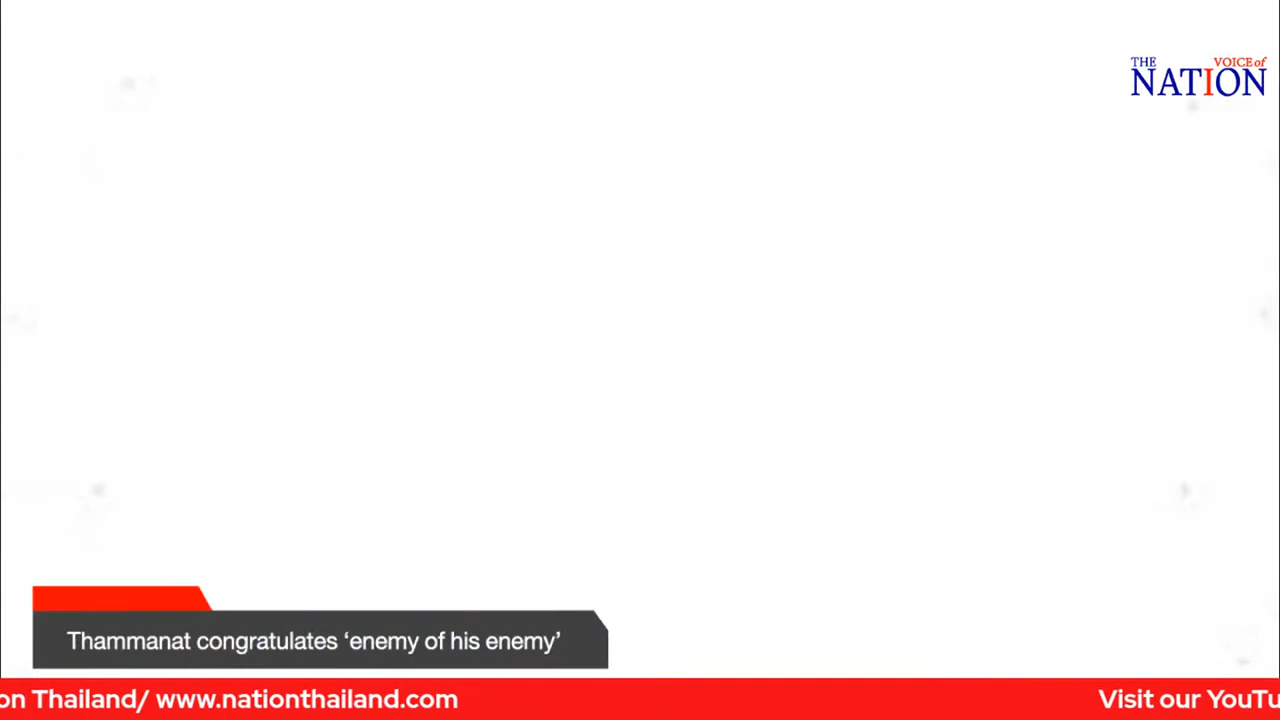 THE VOICE of
NATION
Thammanat congratulates ‘enemy of his enemy’
on Thailand/ www.nationthailand.com Visit our YouTu